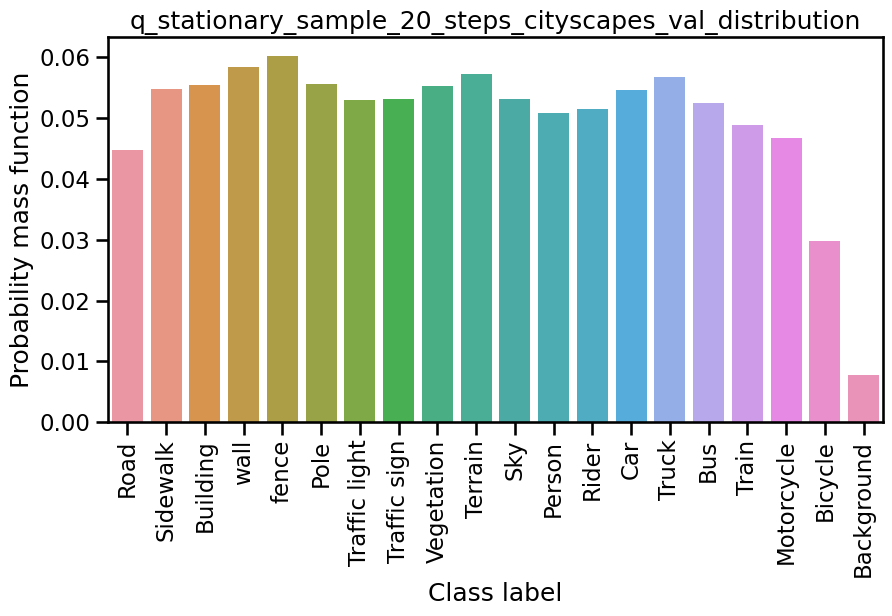 q_stationary_sample_20_steps_cityscapes_val_distribution
Probability mass function
0.06
0.05
0.04
0.03
0.02
0.01
0.00
Road
Sidewalk
Building
wall
fence
Pole
Traffic light
Traffic sign
Vegetation
Terrain
Sky
Person
Rider
Car
Truck
Bus
Train
Motorcycle
Bicycle
Background
Class label